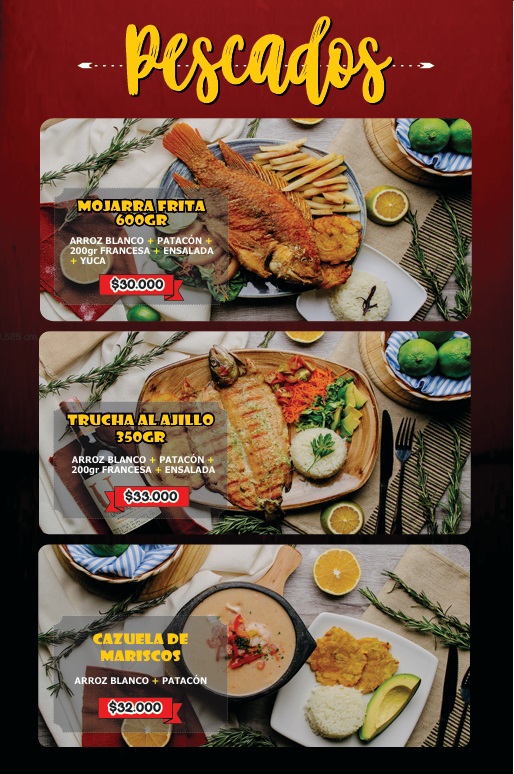 Pescados
MOJARRA FRITA
600GR
ARROZ BLANCO + PATACÓN +
200gr FRANCESA + ENSALADA
+ YUCA
$30.000
TRUCHA AL AJILLO
350GR
ARROZ BLANCO + PATACÓN +
200gr FRANCESA + ENSALADA
$33.000
CAZUELA DE
MARISCOS
ARROZ BLANCO + PATACÓN
$32.000